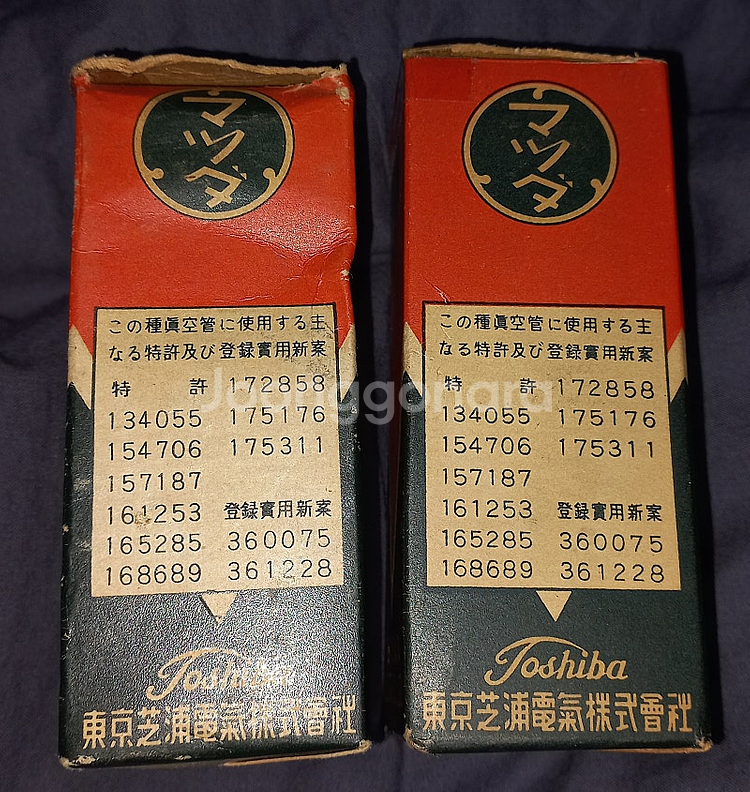 マツダ
この種眞空管に使用する主
なる特許及び登録實用新案
特 許 172858
134055 175176
154706 175311
157187
161253 登録實用新案
165285 360075
168689 361228
Toshiba
東京芝浦電氣株式會社
マツダ
この種眞空管に使用する主
なる特許及び登録實用新案
特 許 172858
134055 175176
154706 175311
157187
161253 登録實用新案
165285 360075
168689 361228
Toshiba
東京芝浦電氣株式會社
Joonggonara